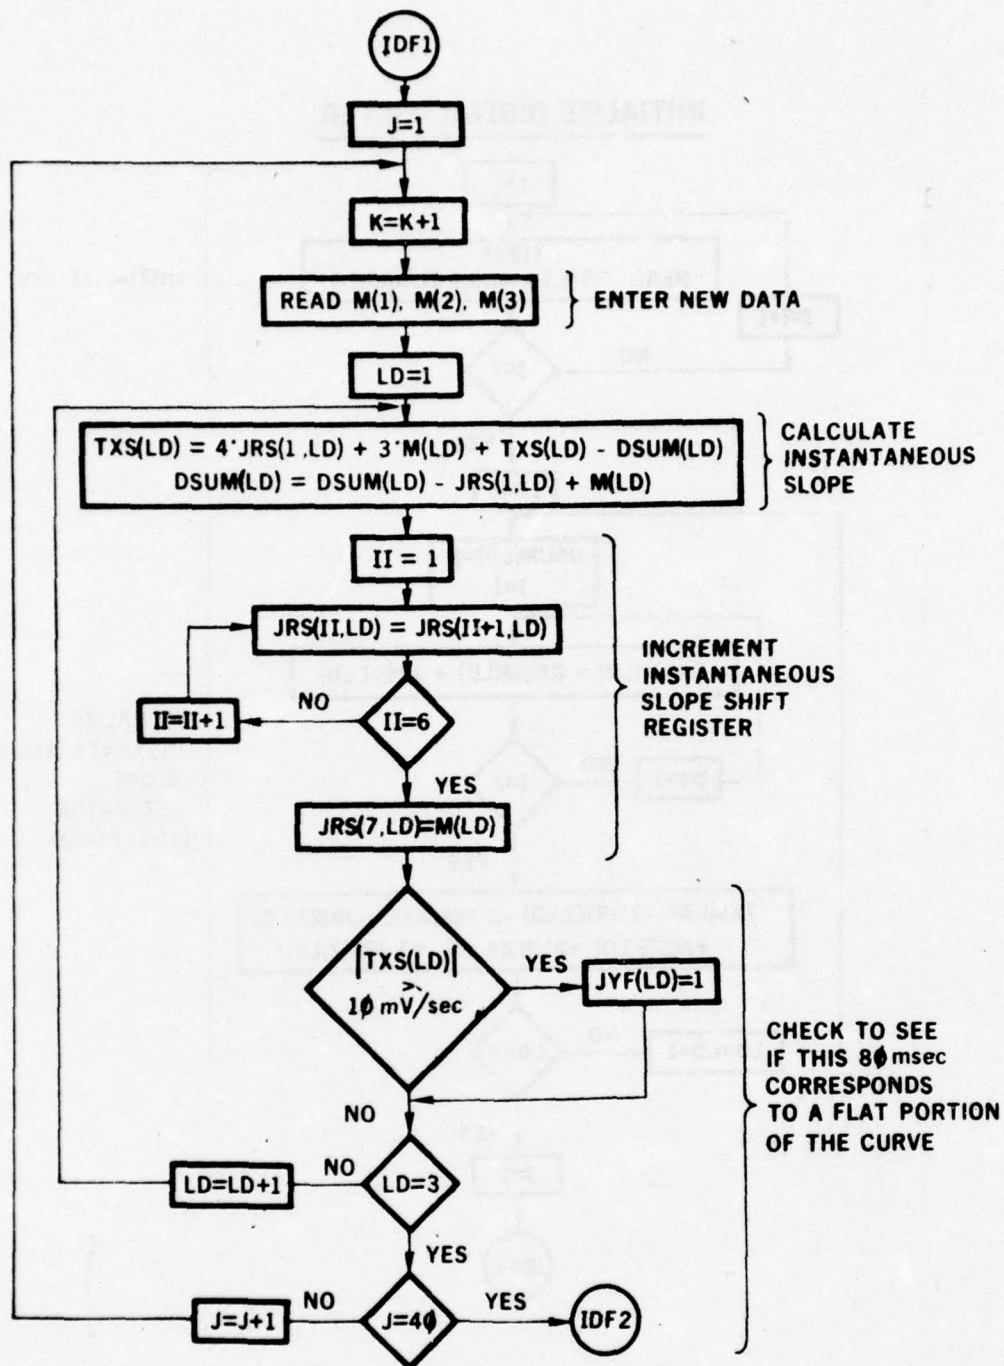 IDF1
J=1
K=K+1
READ M(1), M(2), M(3)
ENTER NEW DATA
LD=1
TXS(LD) = 4·JRS(1,LD) + 3·M(LD) + TXS(LD) - DSUM(LD)
DSUM(LD) = DSUM(LD) - JRS(1,LD) + M(LD)
CALCULATE
INSTANTANEOUS
SLOPE
II = 1
JRS(II,LD) = JRS(II+1,LD)
II=II+1
NO
II=6
YES
JRS(7,LD)=M(LD)
INCREMENT
INSTANTANEOUS
SLOPE SHIFT
REGISTER
|TXS(LD)|
>
1∅ mV/sec
YES
JYF(LD)=1
NO
LD=LD+1
NO
LD=3
YES
J=J+1
NO
J=4∅
YES
IDF2
CHECK TO SEE
IF THIS 8∅ msec
CORRESPONDS
TO A FLAT PORTION
OF THE CURVE